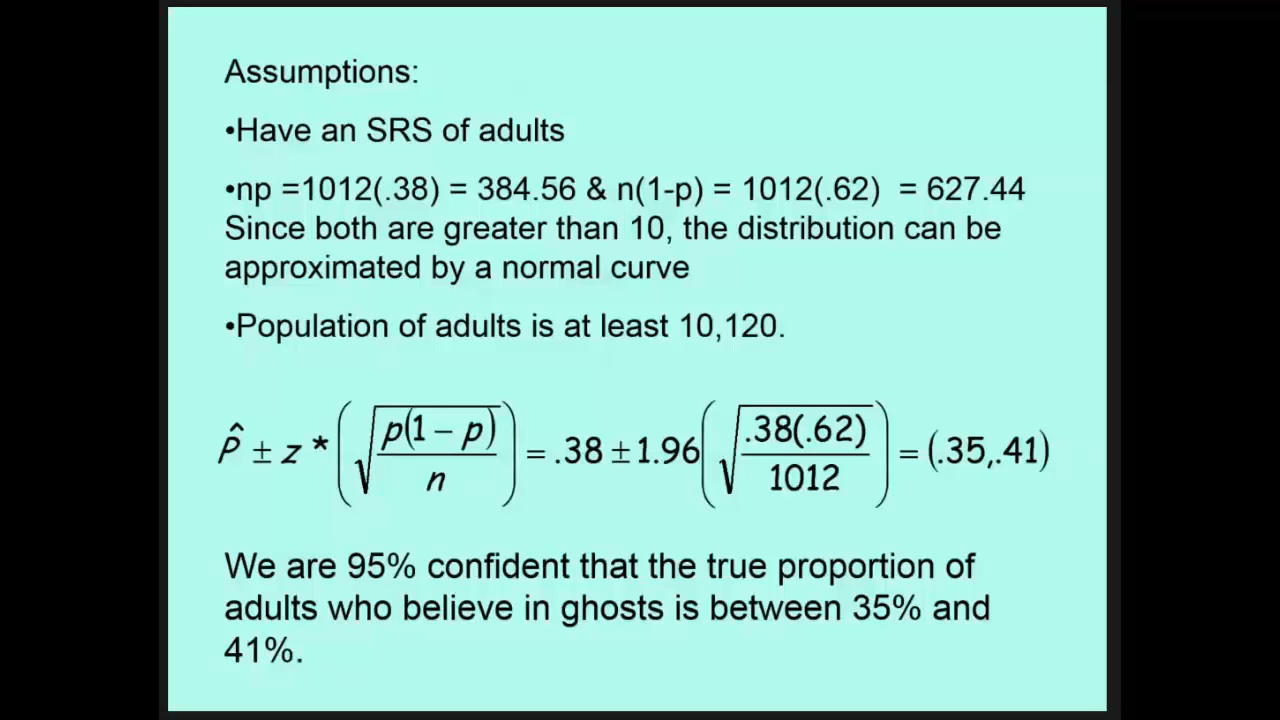 Assumptions:
•Have an SRS of adults
•np =1012(.38) = 384.56 & n(1-p) = 1012(.62) = 627.44
Since both are greater than 10, the distribution can be
approximated by a normal curve
•Population of adults is at least 10,120.
P̂ ± z * ( √( p(1 − p) / n ) ) = .38 ± 1.96 ( √( .38(.62) / 1012 ) ) = (.35,.41)
We are 95% confident that the true proportion of
adults who believe in ghosts is between 35% and
41%.